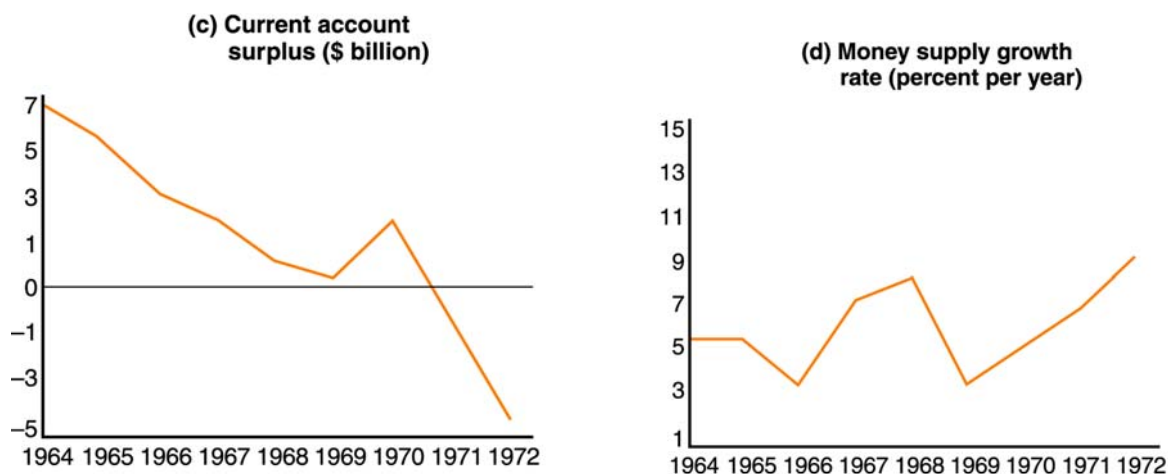 (c) Current account
surplus ($ billion)
7
5
3
1
0
–1
–3
–5
1964 1965 1966 1967 1968 1969 1970 1971 1972
(d) Money supply growth
rate (percent per year)
15
13
11
9
7
5
3
1
1964 1965 1966 1967 1968 1969 1970 1971 1972